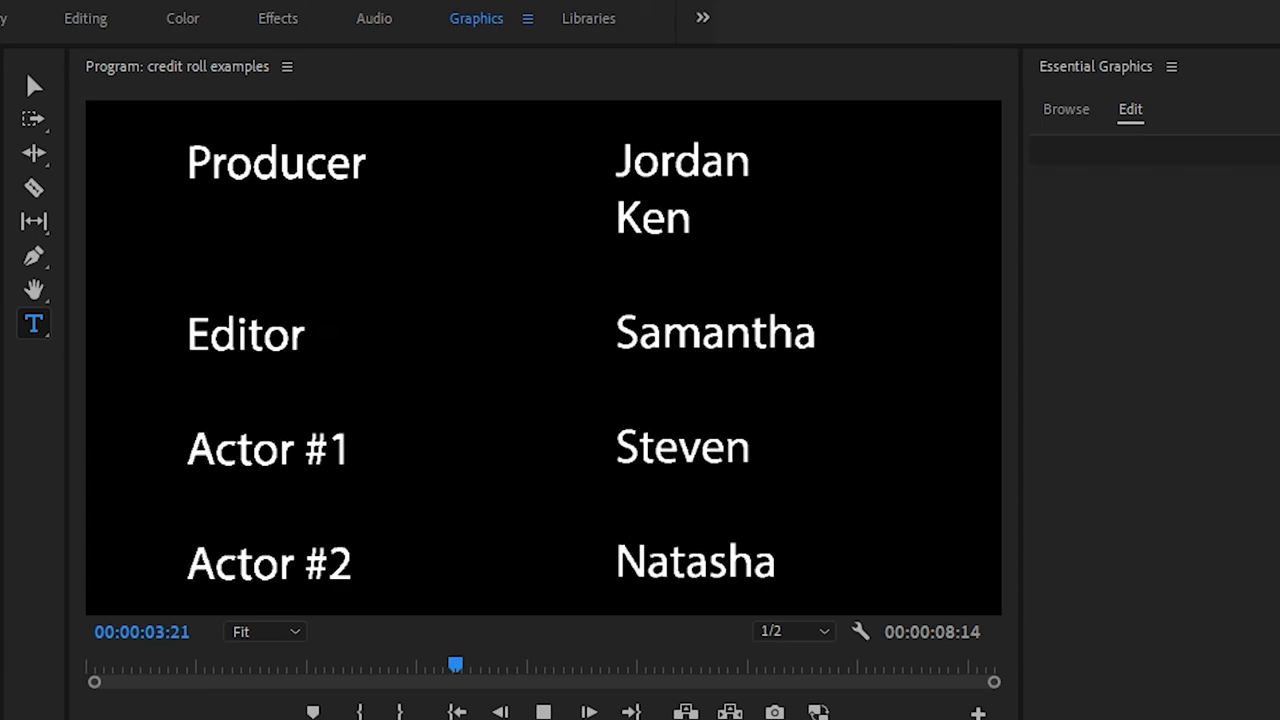 y Editing Color Effects Audio Graphics Libraries
Program: credit roll examples
Essential Graphics
Browse Edit
Producer Jordan
Ken
Editor Samantha
Actor #1 Steven
Actor #2 Natasha
T
00:00:03:21 Fit 1/2 00:00:08:14